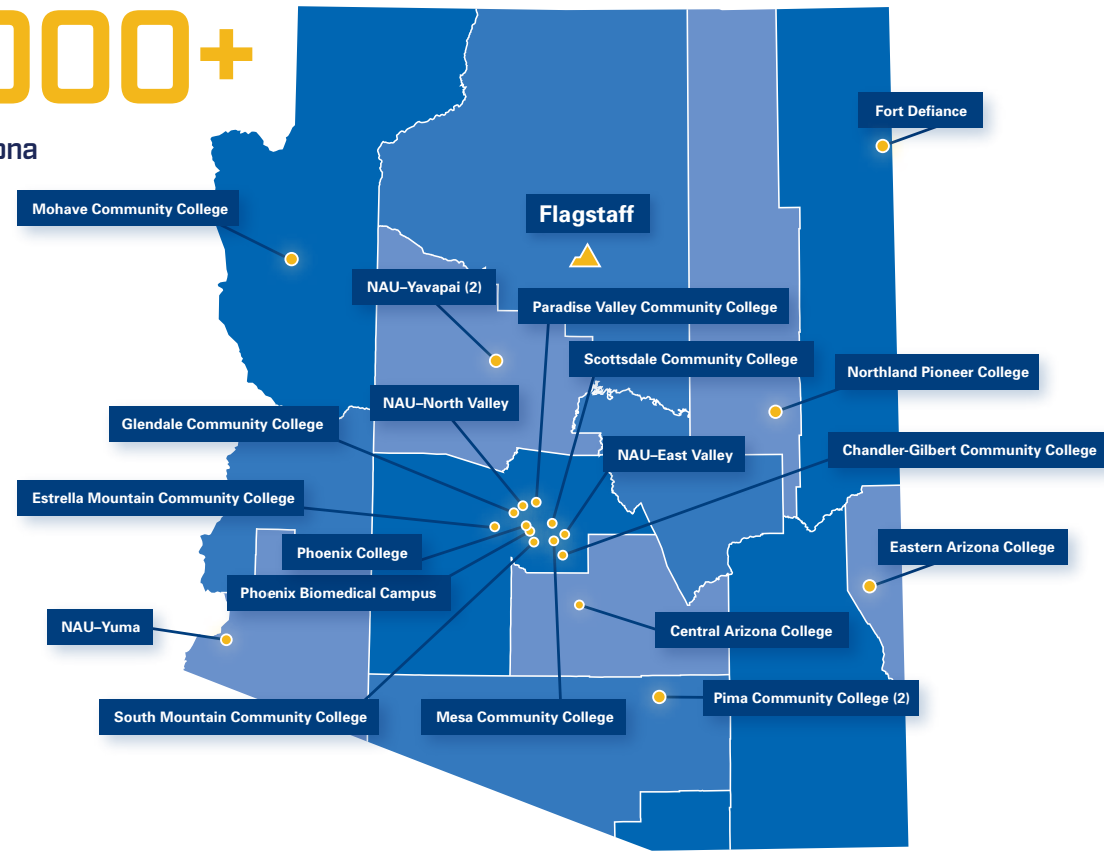 000+
Fort Defiance
Mohave Community College
Flagstaff
NAU–Yavapai (2)
Paradise Valley Community College
Scottsdale Community College
Northland Pioneer College
NAU–North Valley
Glendale Community College
NAU–East Valley
Chandler-Gilbert Community College
Estrella Mountain Community College
Phoenix College
Eastern Arizona College
Phoenix Biomedical Campus
NAU–Yuma
Central Arizona College
Pima Community College (2)
South Mountain Community College
Mesa Community College